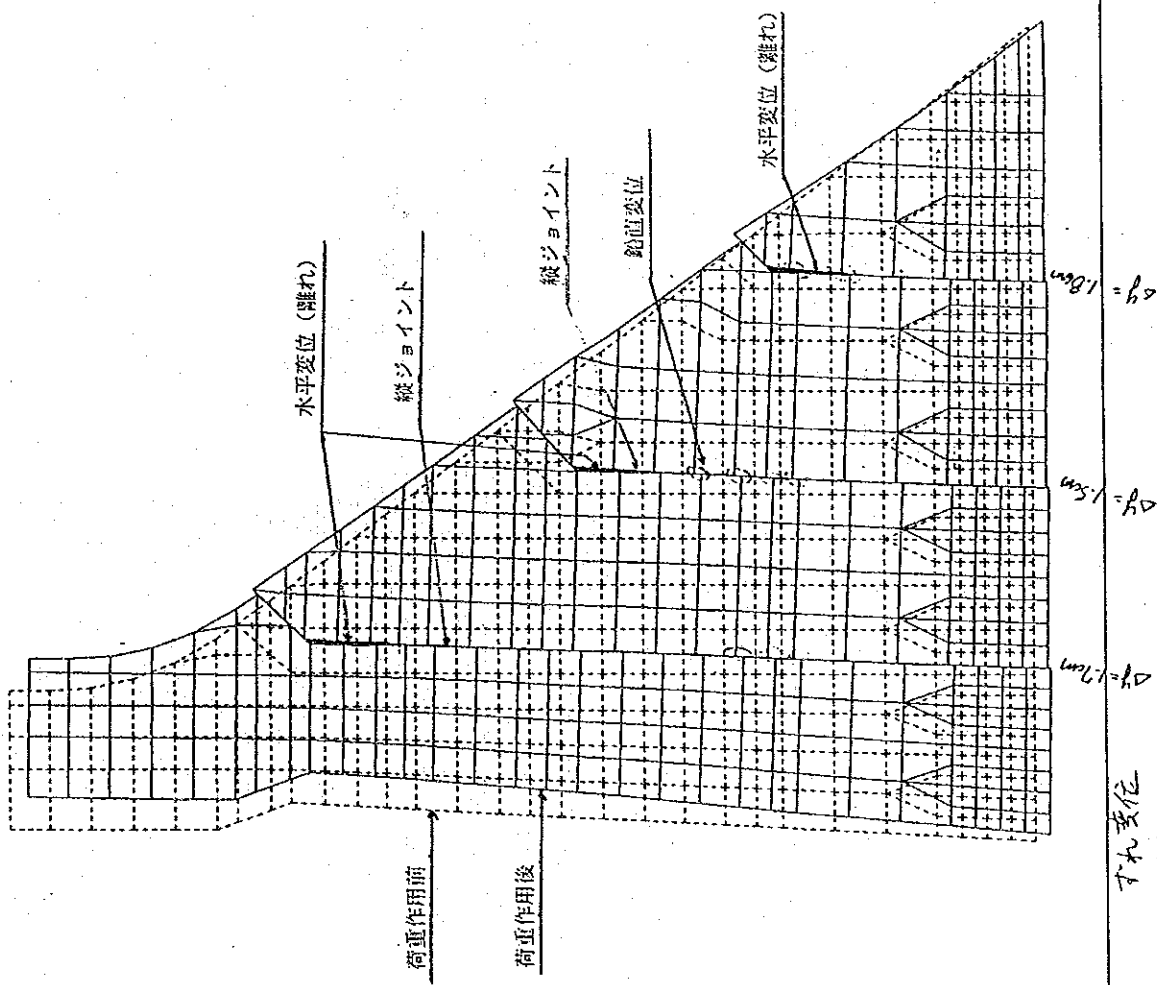 水平変位（離れ）
縦ジョイント
縦ジョイント
鉛直変位
水平変位（離れ）
荷重作用前
荷重作用後
Δy=1.7cm
Δy=1.5cm
Δy=1.8cm
ずれ変位